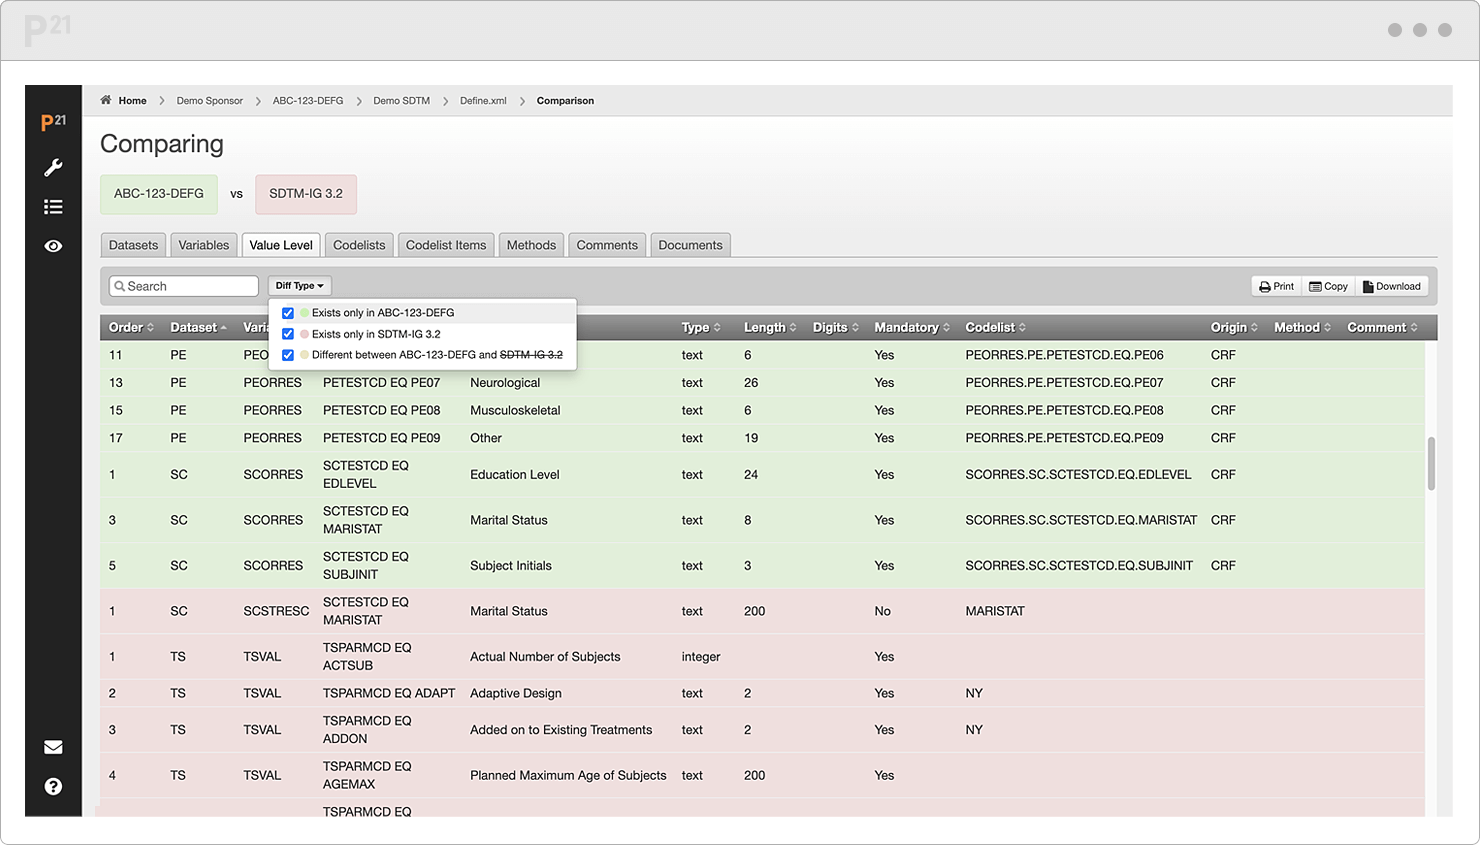 P21
P21
Home > Demo Sponsor > ABC-123-DEFG > Demo SDTM > Define.xml > Comparison
Comparing
ABC-123-DEFG vs SDTM-IG 3.2
Datasets Variables Value Level Codelists Codelist Items Methods Comments Documents
Search Diff Type Print Copy Download
Exists only in ABC-123-DEFG
Exists only in SDTM-IG 3.2
Different between ABC-123-DEFG and SDTM-IG 3.2
Order Dataset Type Length Digits Mandatory Codelist Origin Method Comment
11 PE text 6 Yes PEORRES.PE.PETESTCD.EQ.PE06 CRF
13 PE PEORRES PETESTCD EQ PE07 Neurological text 26 Yes PEORRES.PE.PETESTCD.EQ.PE07 CRF
15 PE PEORRES PETESTCD EQ PE08 Musculoskeletal text 6 Yes PEORRES.PE.PETESTCD.EQ.PE08 CRF
17 PE PEORRES PETESTCD EQ PE09 Other text 19 Yes PEORRES.PE.PETESTCD.EQ.PE09 CRF
1 SC SCORRES SCTESTCD EQ EDLEVEL Education Level text 24 Yes SCORRES.SC.SCTESTCD.EQ.EDLEVEL CRF
3 SC SCORRES SCTESTCD EQ MARISTAT Marital Status text 8 Yes SCORRES.SC.SCTESTCD.EQ.MARISTAT CRF
5 SC SCORRES SCTESTCD EQ SUBJINIT Subject Initials text 3 Yes SCORRES.SC.SCTESTCD.EQ.SUBJINIT CRF
1 SC SCSTRESC SCTESTCD EQ MARISTAT Marital Status text 200 No MARISTAT
1 TS TSVAL TSPARMCD EQ ACTSUB Actual Number of Subjects integer Yes
2 TS TSVAL TSPARMCD EQ ADAPT Adaptive Design text 2 Yes NY
3 TS TSVAL TSPARMCD EQ ADDON Added on to Existing Treatments text 2 Yes NY
4 TS TSVAL TSPARMCD EQ AGEMAX Planned Maximum Age of Subjects text 200 Yes
TSPARMCD EQ